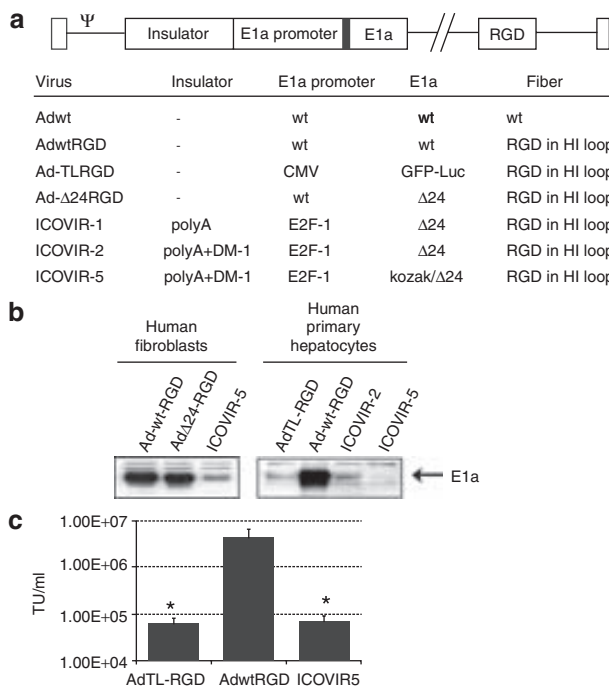 a
Ψ
Insulator E1a promoter E1a RGD
Virus Insulator E1a promoter E1a Fiber
Adwt - wt wt wt
AdwtRGD - wt wt RGD in HI loop
Ad-TLRGD - CMV GFP-Luc RGD in HI loop
Ad-Δ24RGD - wt Δ24 RGD in HI loop
ICOVIR-1 polyA E2F-1 Δ24 RGD in HI loop
ICOVIR-2 polyA+DM-1 E2F-1 Δ24 RGD in HI loop
ICOVIR-5 polyA+DM-1 E2F-1 kozak/Δ24 RGD in HI loop
b
Human
fibroblasts
Human
primary
hepatocytes
Ad-wt-RGD AdΔ24-RGD ICOVIR-5
AdTL-RGD Ad-wt-RGD ICOVIR-2 ICOVIR-5
E1a
c
TU/ml
1.00E+07
1.00E+06
1.00E+05
1.00E+04
* *
AdTL-RGD AdwtRGD ICOVIR5